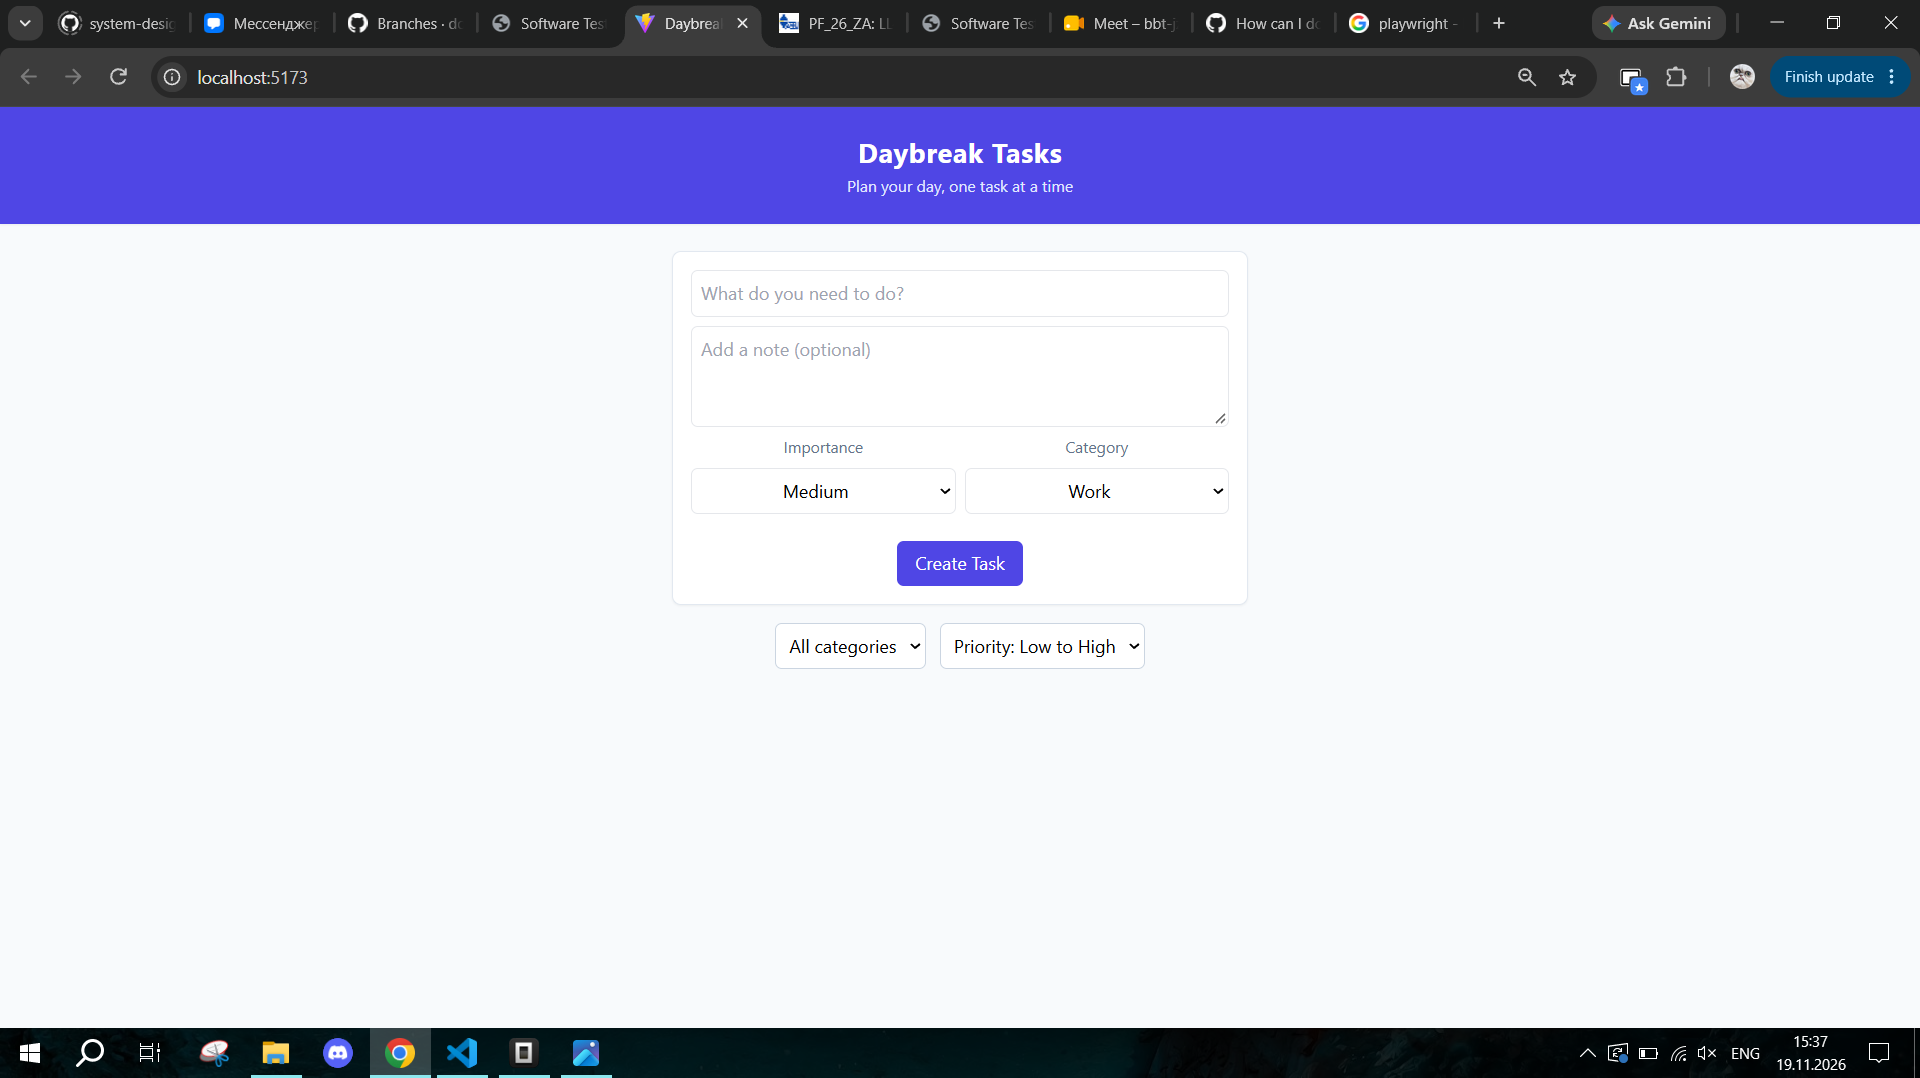 system-desig
Мессенджер
Branches · do
Software Tes
Daybreak
PF_26_ZA: LL
Software Tes
Meet – bbt-j
How can I do
playwright -
Ask Gemini
localhost:5173
Finish update
Daybreak Tasks
Plan your day, one task at a time
What do you need to do?
Add a note (optional)
Importance
Category
Medium
Work
Create Task
All categories
Priority: Low to High
ENG
15:37
19.11.2026